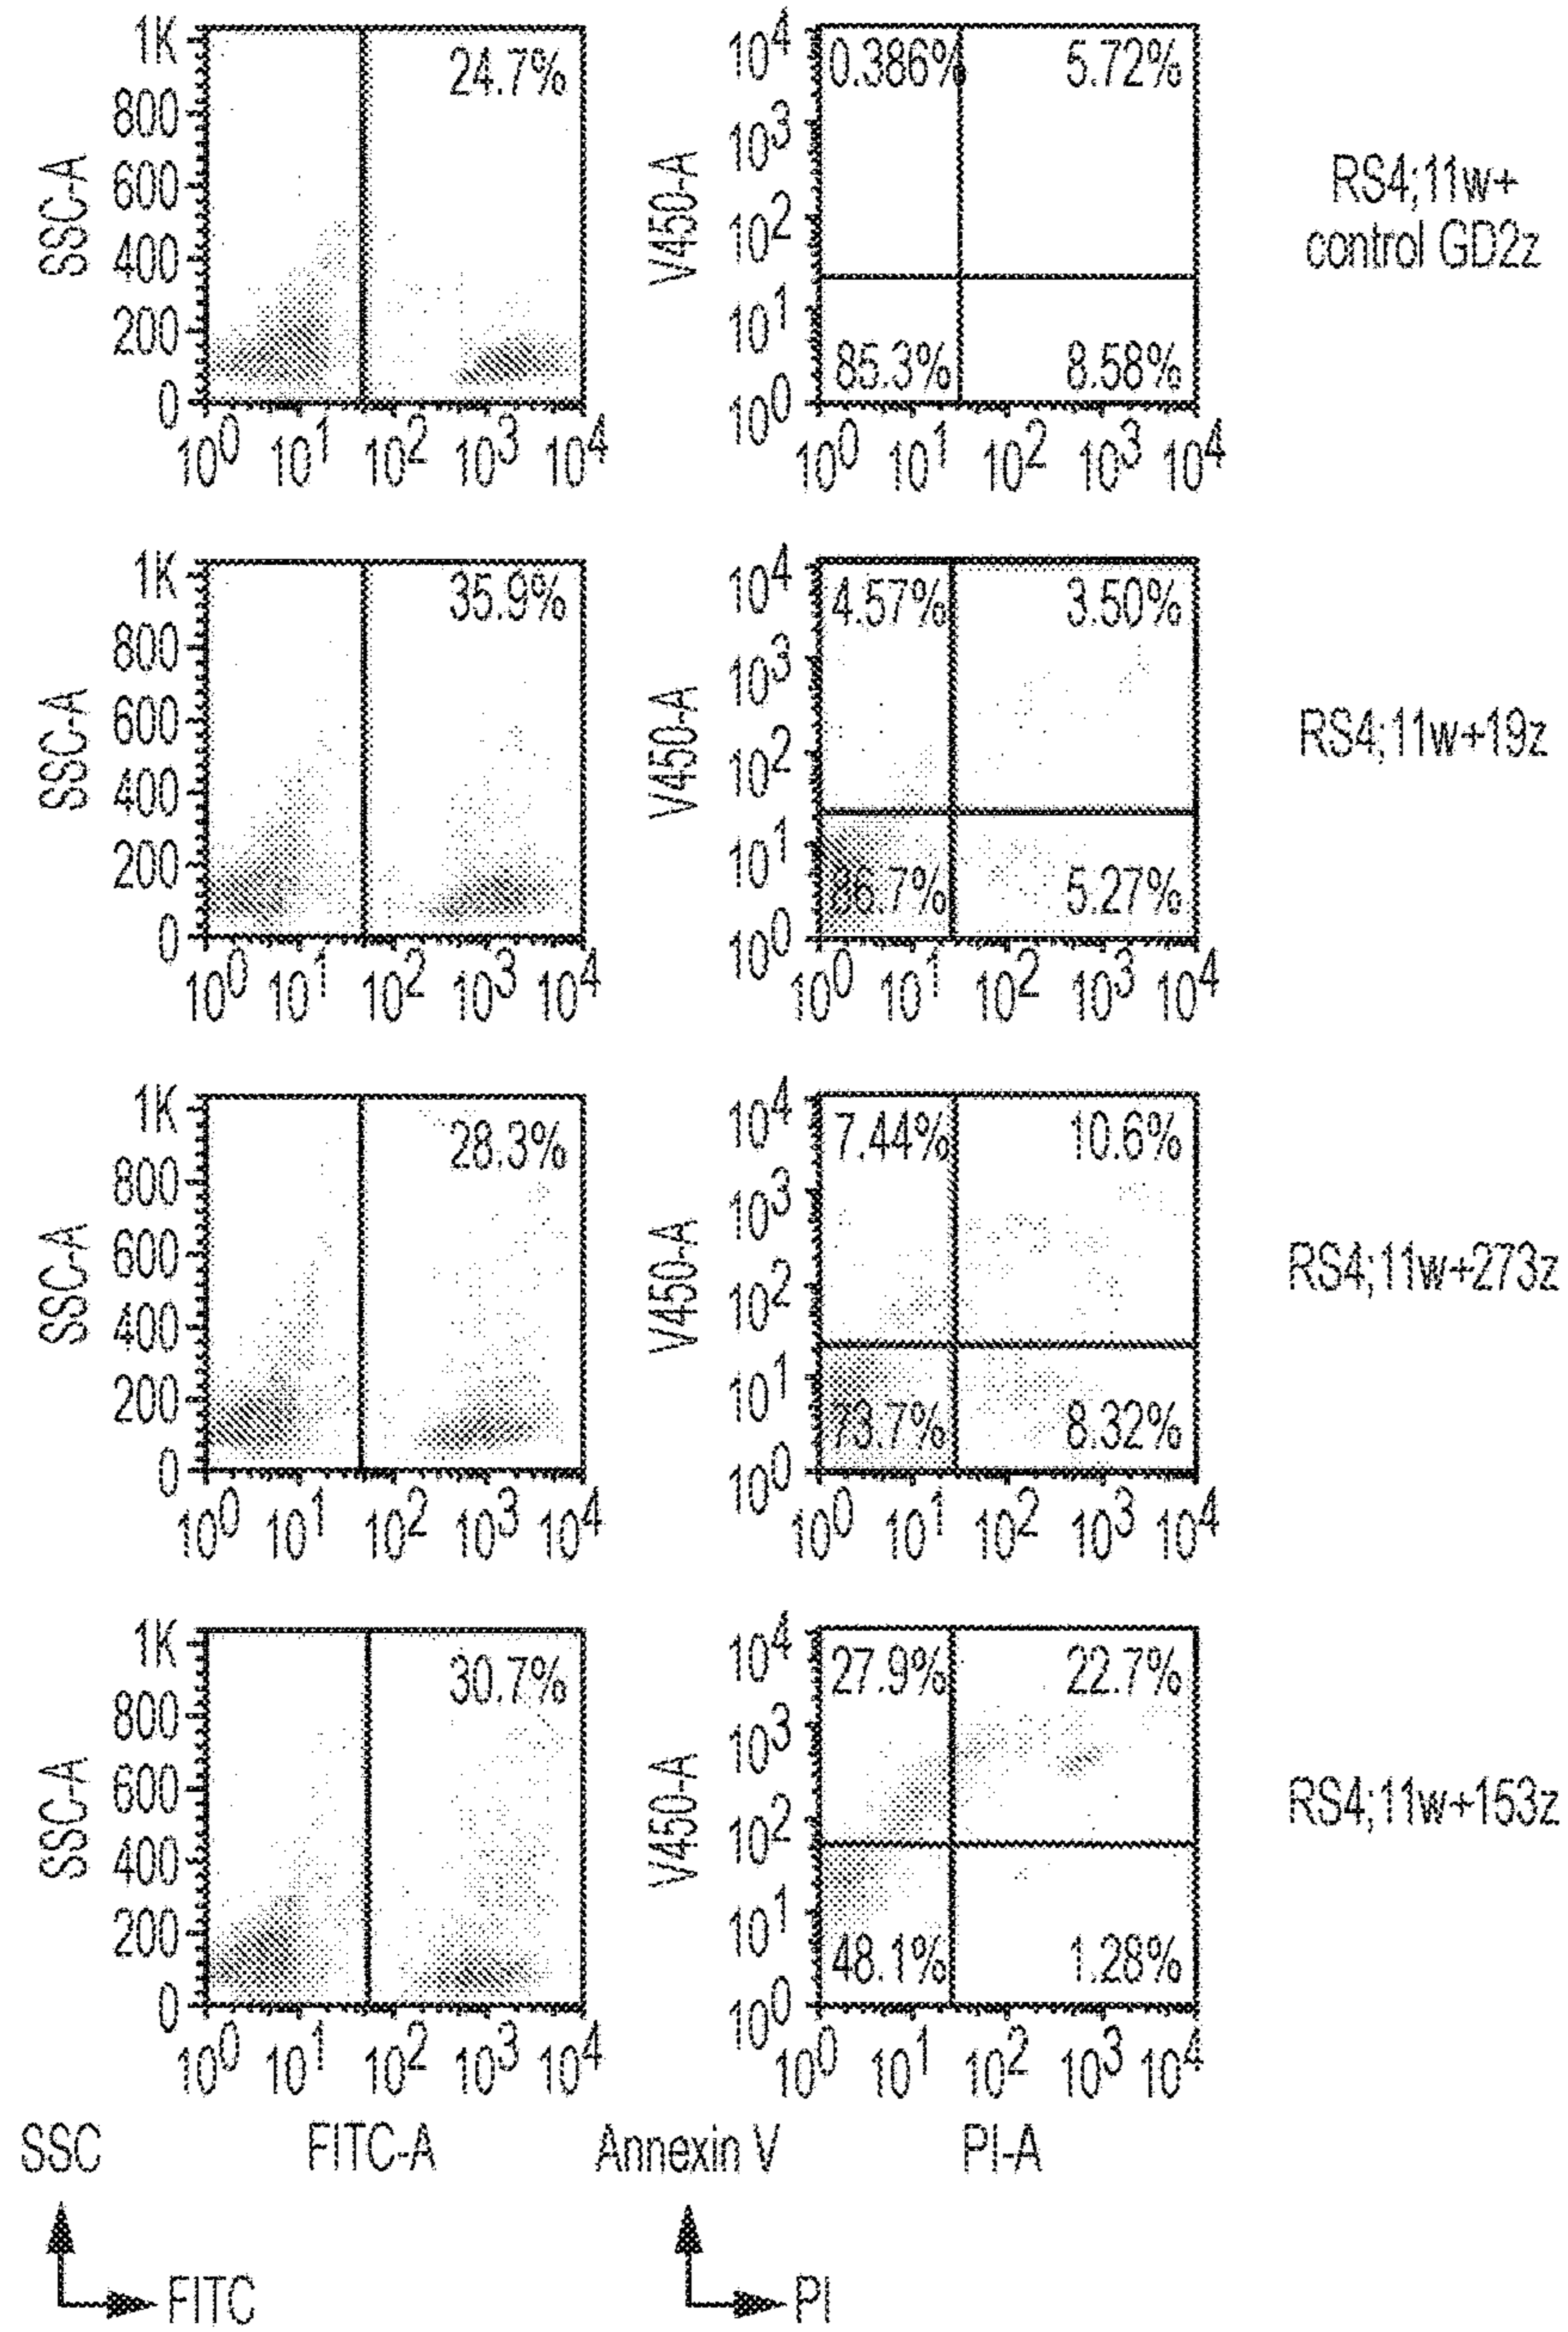 1K
800
600
400
200
0
SSC-A
24.7%
10^0 10^1 10^2 10^3 10^4
10^4
10^3
10^2
10^1
10^0
V450-A
0.386% 5.72%
85.3% 8.58%
10^0 10^1 10^2 10^3 10^4
RS4;11w+
control GD2z
1K
800
600
400
200
0
SSC-A
35.9%
10^0 10^1 10^2 10^3 10^4
10^4
10^3
10^2
10^1
10^0
V450-A
4.57% 3.50%
5.27%
10^0 10^1 10^2 10^3 10^4
RS4;11w+19z
1K
800
600
400
200
0
SSC-A
28.3%
10^0 10^1 10^2 10^3 10^4
10^4
10^3
10^2
10^1
10^0
V450-A
7.44% 10.6%
73.7% 8.32%
10^0 10^1 10^2 10^3 10^4
RS4;11w+273z
1K
800
600
400
200
0
SSC-A
30.7%
10^0 10^1 10^2 10^3 10^4
10^4
10^3
10^2
10^1
10^0
V450-A
27.9% 22.7%
48.1% 1.28%
10^0 10^1 10^2 10^3 10^4
RS4;11w+153z
SSC FITC-A Annexin V PI-A
FITC PI